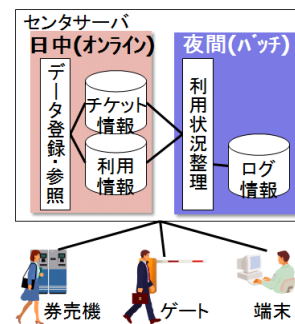 センタサーバ
日中(オンライン)
夜間(バッチ)
データ登録・参照
チケット
情報
利用
情報
利用状況整理
ログ
情報
券売機
ゲート
端末